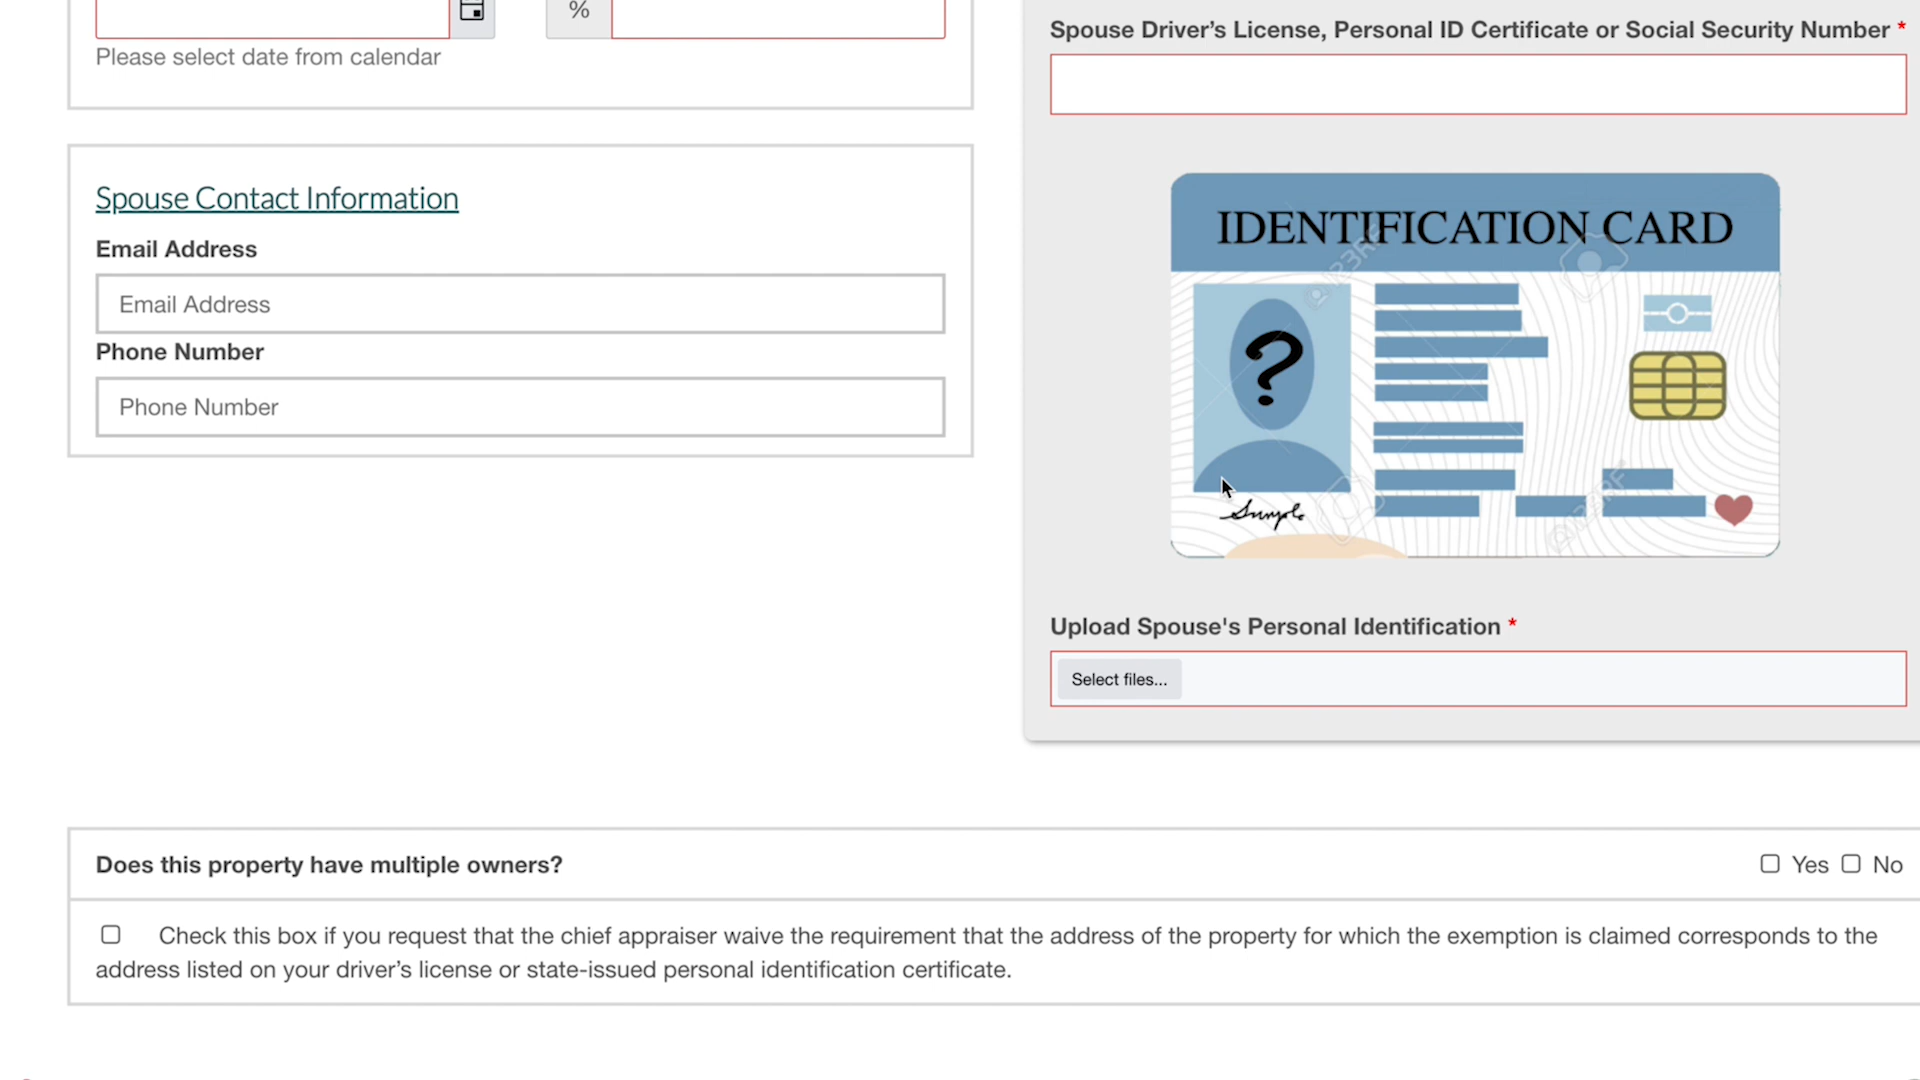 %
Please select date from calendar
Spouse Contact Information
Email Address
Email Address
Phone Number
Phone Number
Spouse Driver’s License, Personal ID Certificate or Social Security Number *
IDENTIFICATION CARD
?
Sample
@123RF
@123RF
Upload Spouse's Personal Identification *
Select files...
Does this property have multiple owners?
Yes No
Check this box if you request that the chief appraiser waive the requirement that the address of the property for which the exemption is claimed corresponds to the
address listed on your driver’s license or state-issued personal identification certificate.